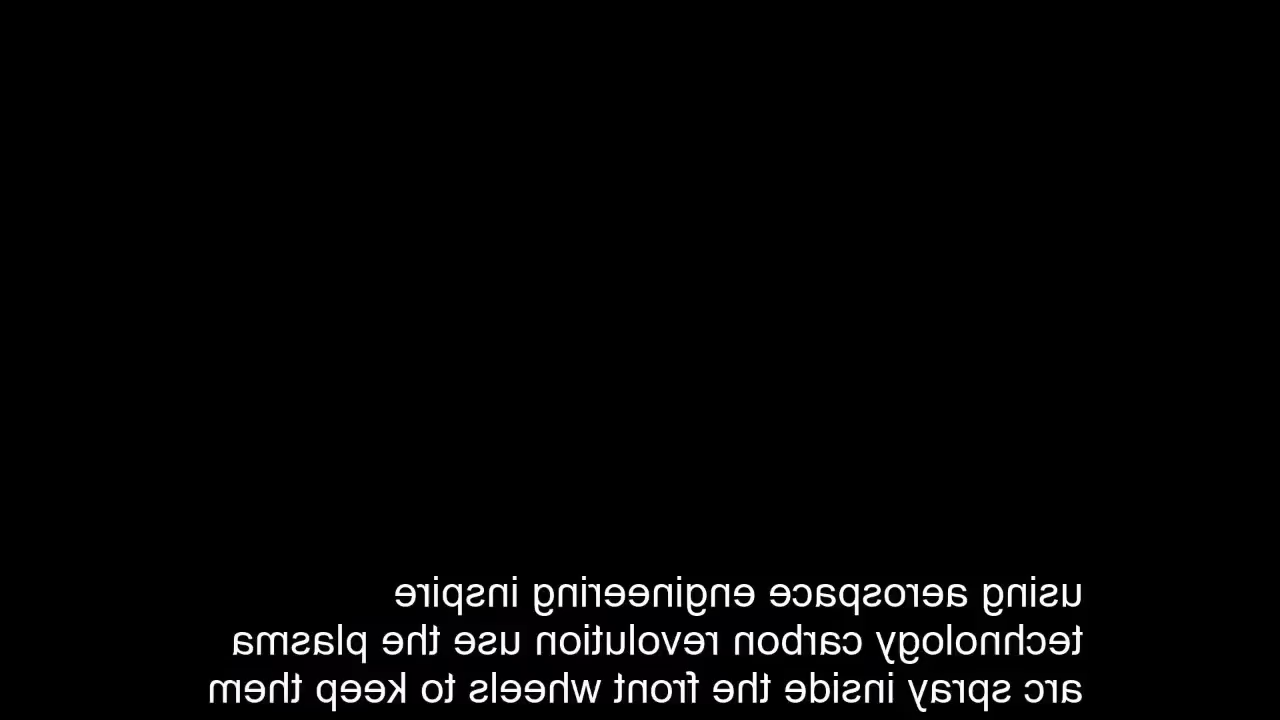 using aerospace engineering inspire
technology carbon revolution use the plasma
arc spray inside the front wheels to keep them